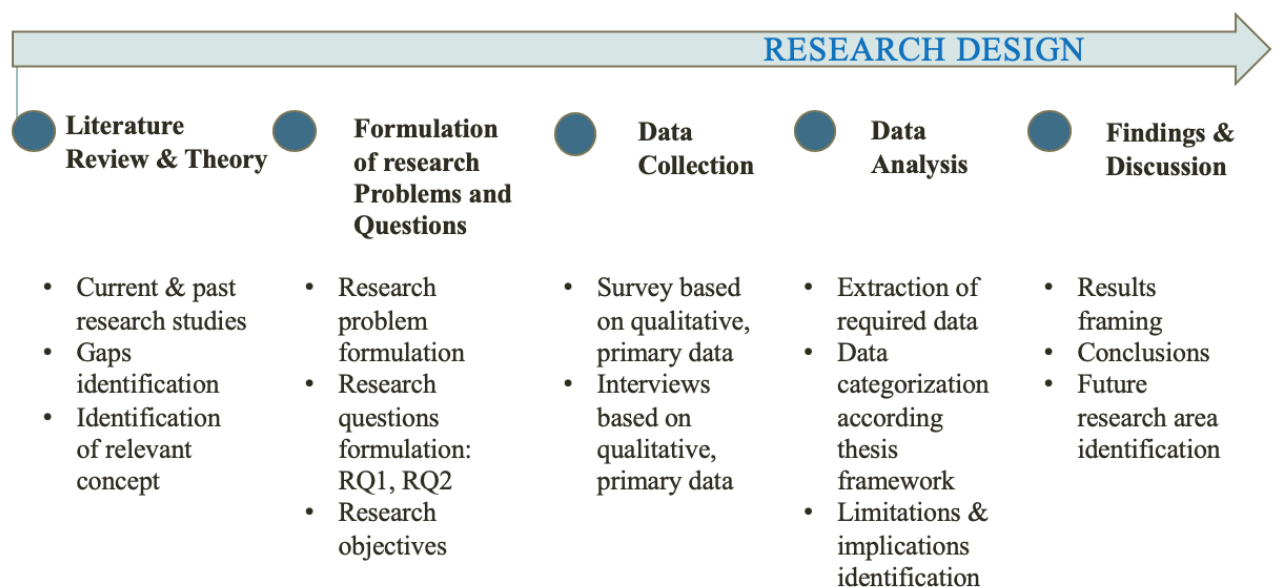 RESEARCH DESIGN
Literature
Review & Theory
Formulation
of research
Problems and
Questions
Data
Collection
Data
Analysis
Findings &
Discussion
• Current & past
research studies
• Gaps
identification
• Identification
of relevant
concept
• Research
problem
formulation
• Research
questions
formulation:
RQ1, RQ2
• Research
objectives
• Survey based
on qualitative,
primary data
• Interviews
based on
qualitative,
primary data
• Extraction of
required data
• Data
categorization
according
thesis
framework
• Limitations &
implications
identification
• Results
framing
• Conclusions
• Future
research area
identification